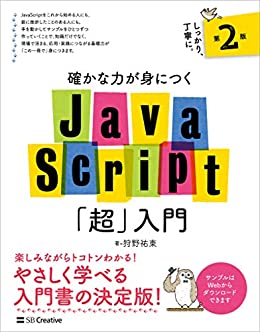 JavaScriptをこれから始める人にも、
前に挫折したことのある人にも。
手を動かしてサンプルをひとつずつ
作っていくことで、知識だけでなく、
現場で活きる、応用・実践につながる基礎力が
「この一冊で」身につきます。
しっかり、
丁寧に。
第2版
確かな力が身につく
Java
Script
「超」入門
著・狩野祐東
楽しみながらトコトンわかる!
やさしく学べる
入門書の決定版!
サンプルは
Webから
ダウンロード
できます
SB Creative